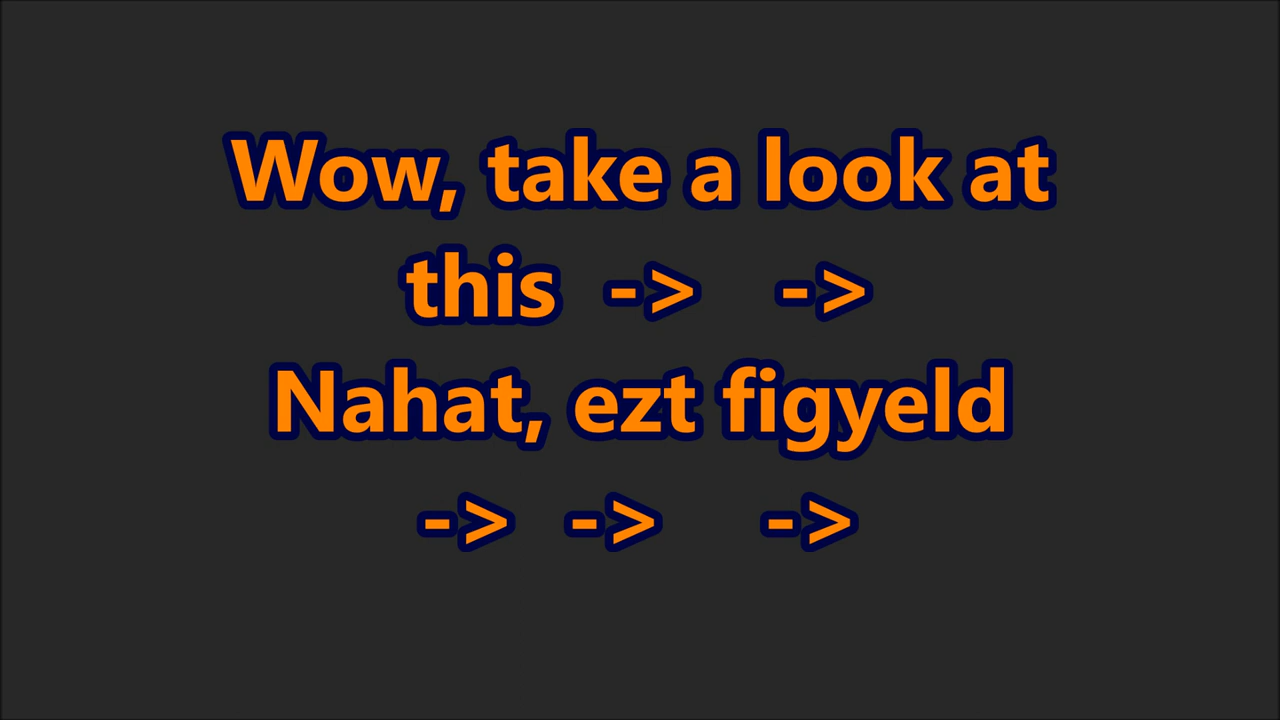 Wow, take a look at
this -> ->
Nahat, ezt figyeld
-> -> ->